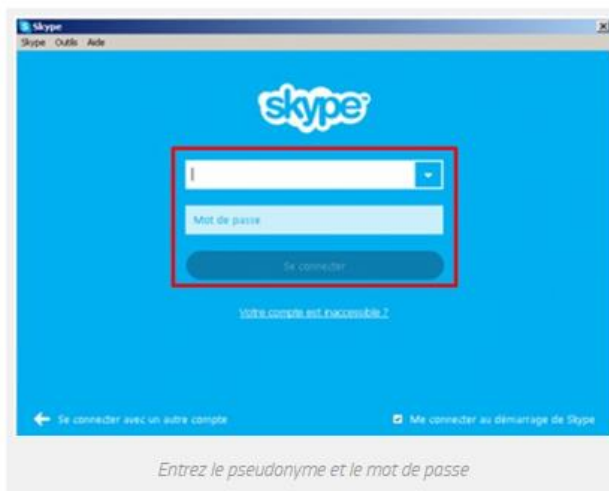 Skype
Skype Outils Aide
skype
Mot de passe
Se connecter
Votre compte est inaccessible ?
Se connecter avec un autre compte
Me connecter au démarrage de Skype
Entrez le pseudonyme et le mot de passe